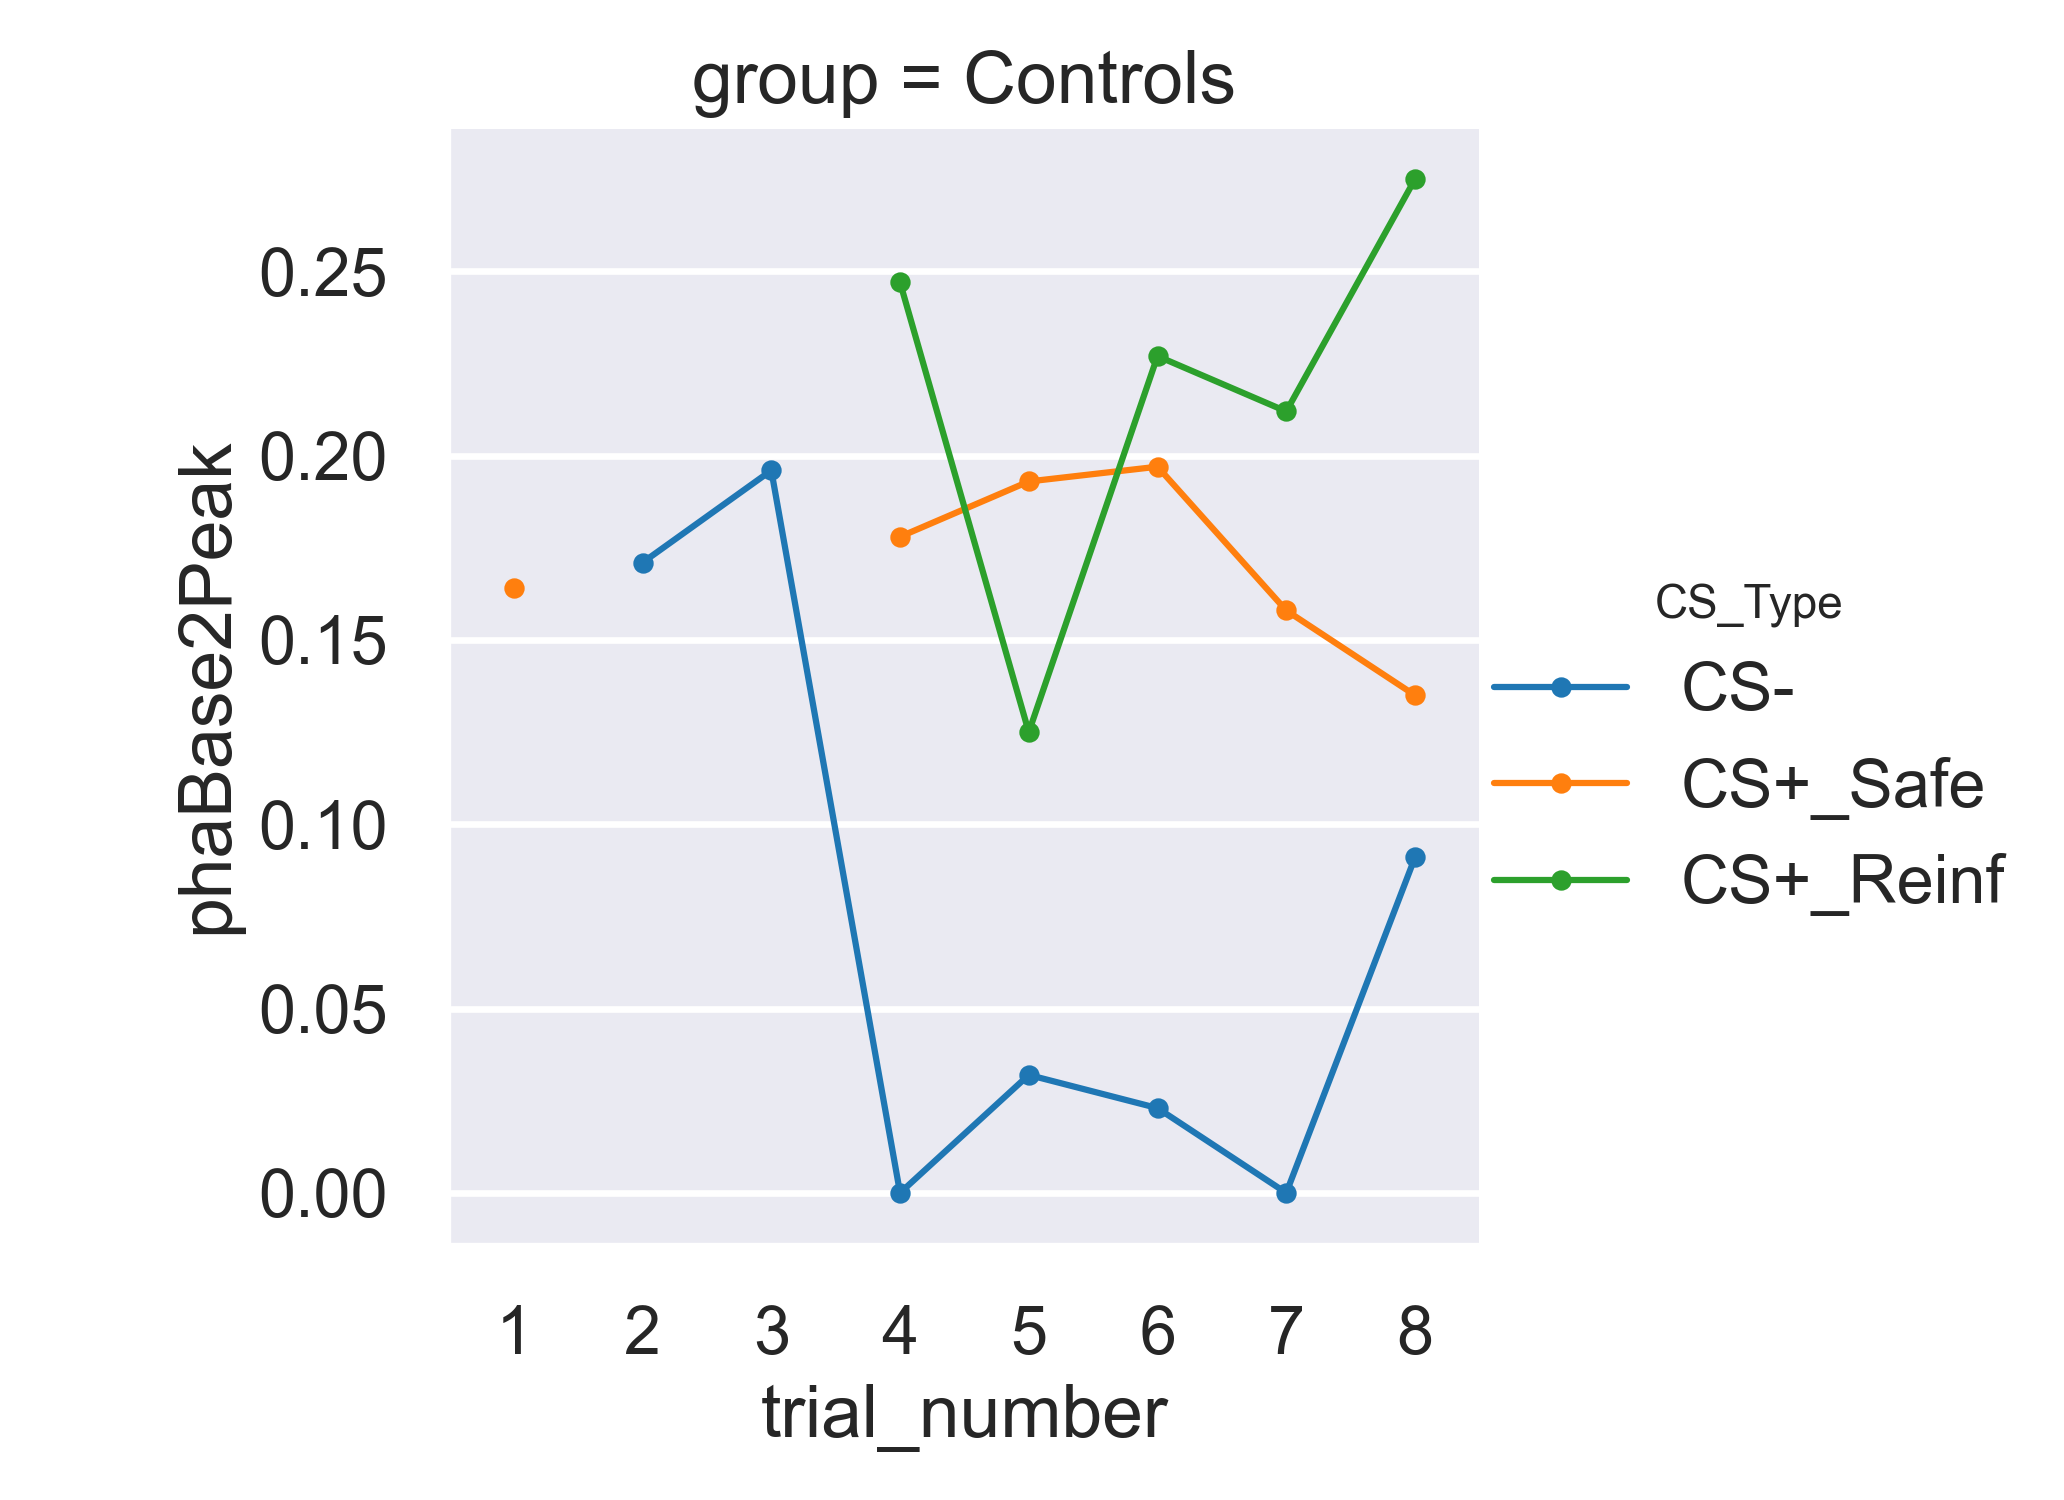 group = Controls
phaBase2Peak
0.25
0.20
0.15
0.10
0.05
0.00
1 2 3 4 5 6 7 8
trial_number
CS_Type
CS-
CS+_Safe
CS+_Reinf